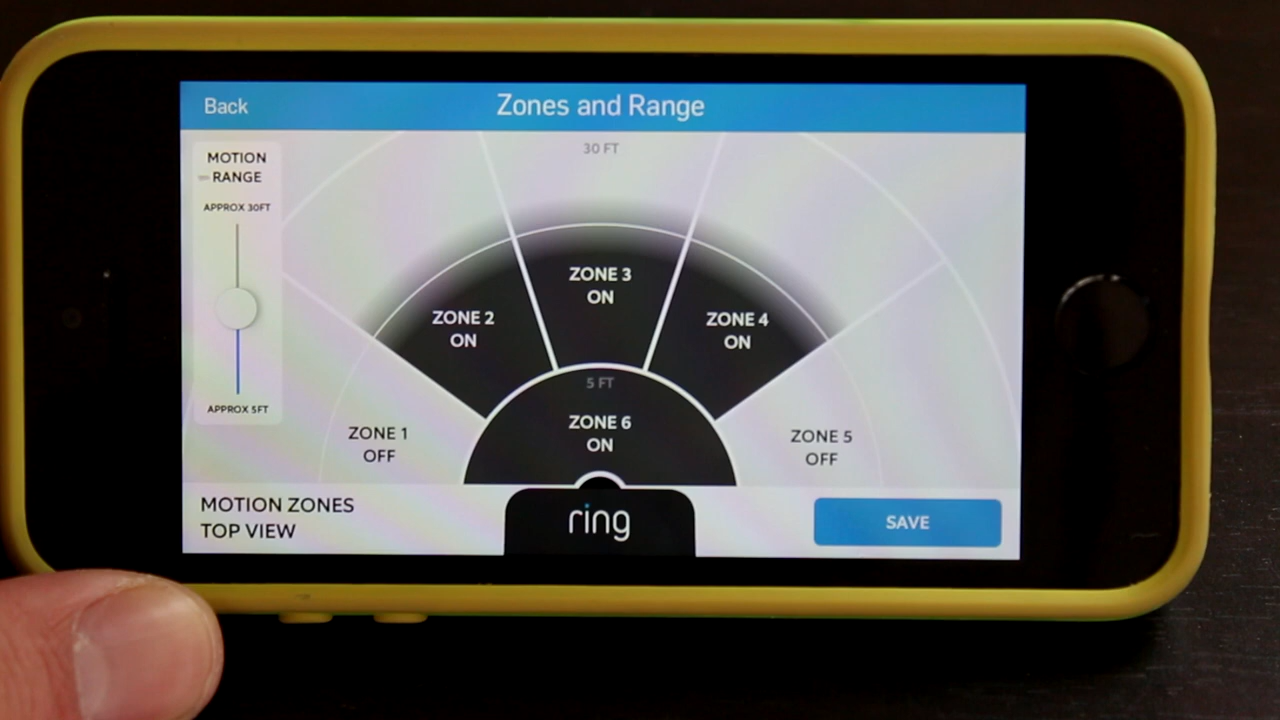 Back
Zones and Range
MOTION
RANGE
APPROX 30FT
APPROX 5FT
30 FT
ZONE 3
ON
ZONE 2
ON
ZONE 4
ON
5 FT
ZONE 6
ON
ZONE 1
OFF
ZONE 5
OFF
MOTION ZONES
TOP VIEW
ring
SAVE